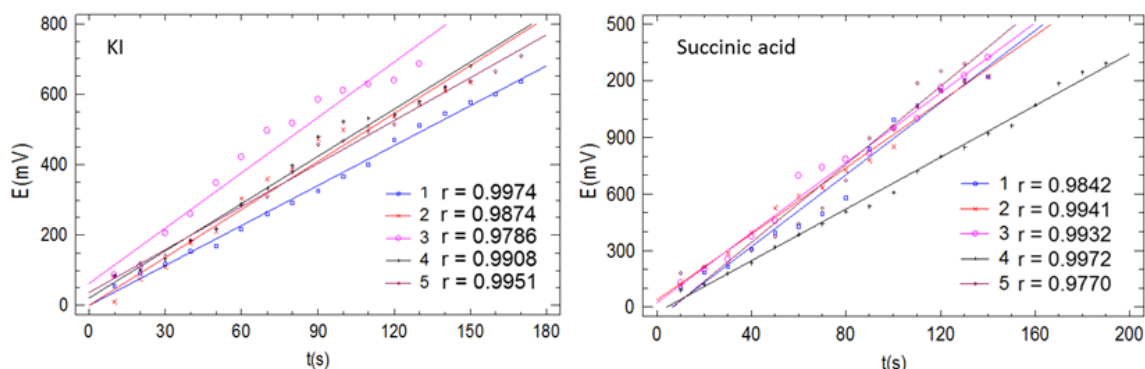 KI
E (mV)
800
600
400
200
0
1 r = 0.9974
2 r = 0.9874
3 r = 0.9786
4 r = 0.9908
5 r = 0.9951
0 30 60 90 120 150 180
t(s)
Succinic acid
E (mV)
500
200
900
600
300
0
1 r = 0.9842
2 r = 0.9941
3 r = 0.9932
4 r = 0.9972
5 r = 0.9770
0 40 80 120 160 200
t(s)